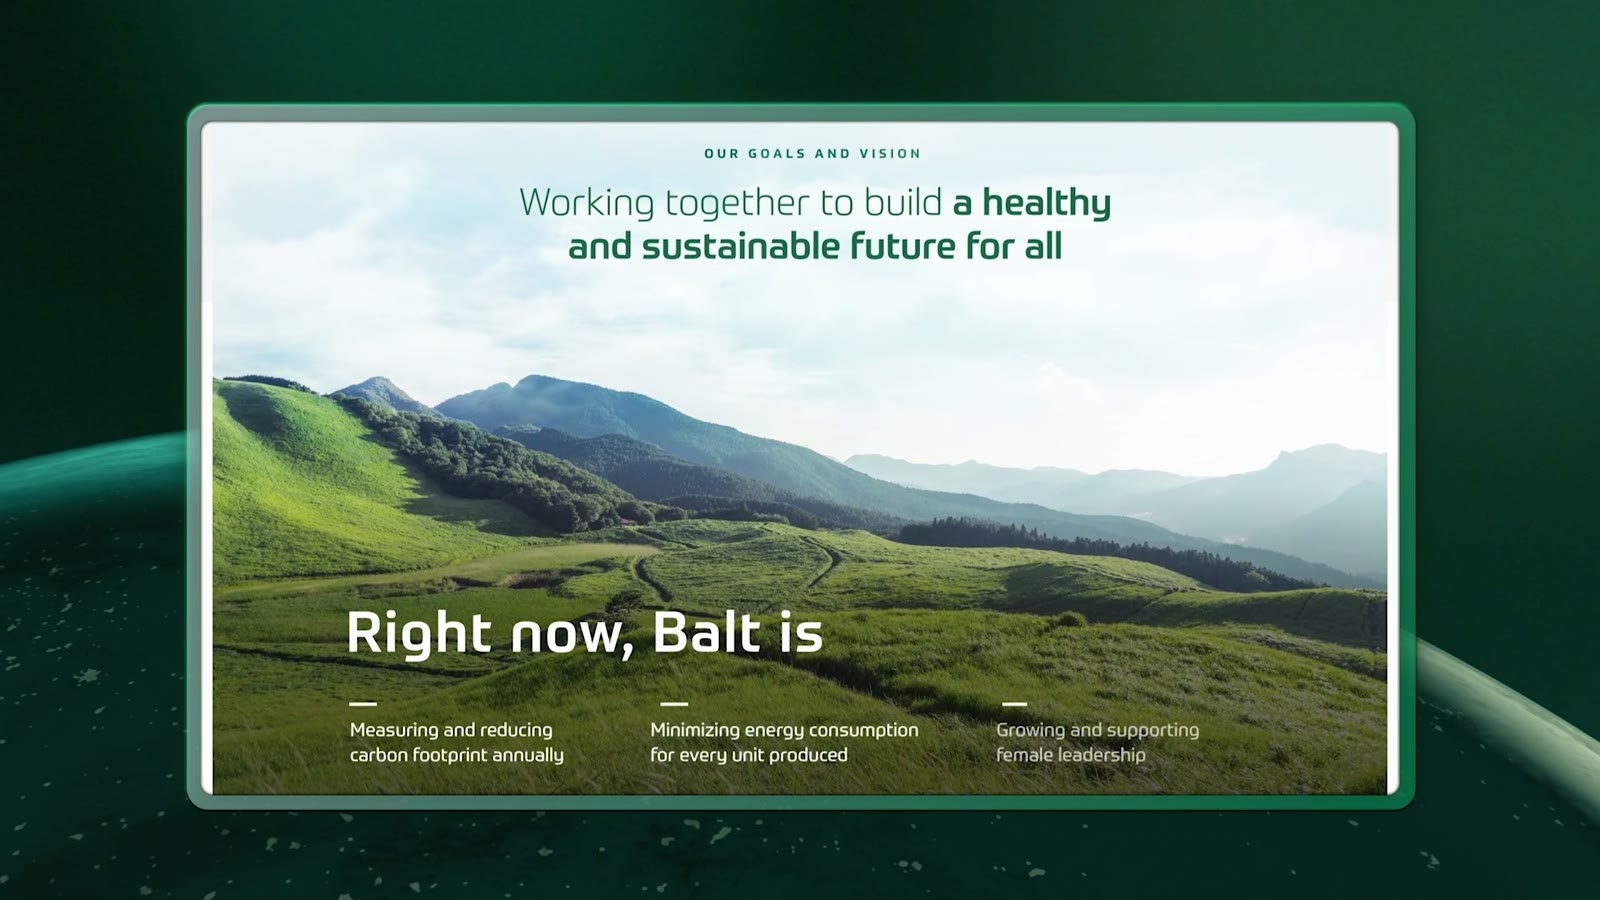 OUR GOALS AND VISION
Working together to build a healthy
and sustainable future for all
Right now, Balt is
Measuring and reducing
carbon footprint annually
Minimizing energy consumption
for every unit produced
Growing and supporting
female leadership